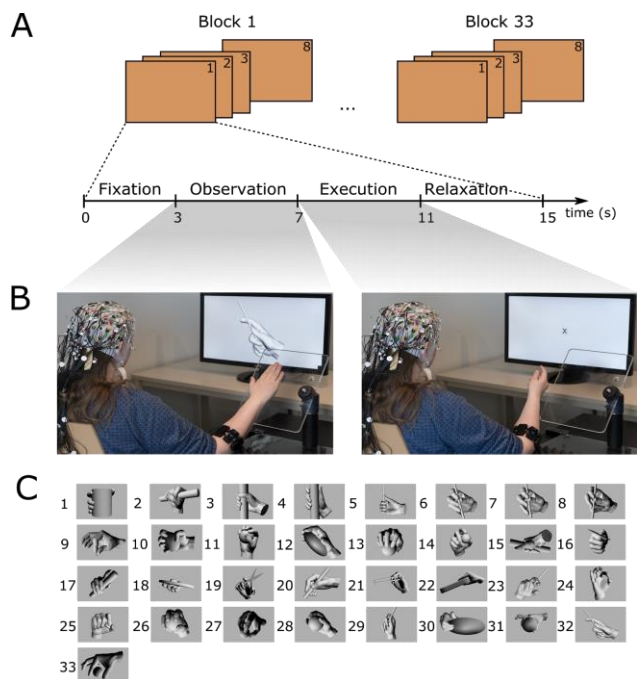 A
Block 1
Block 33
1 2 3 8
...
1 2 3 8
Fixation Observation Execution Relaxation
0 3 7 11 15 time (s)
B
x
C
1 2 3 4 5 6 7 8
9 10 11 12 13 14 15 16
17 18 19 20 21 22 23 24
25 26 27 28 29 30 31 32
33